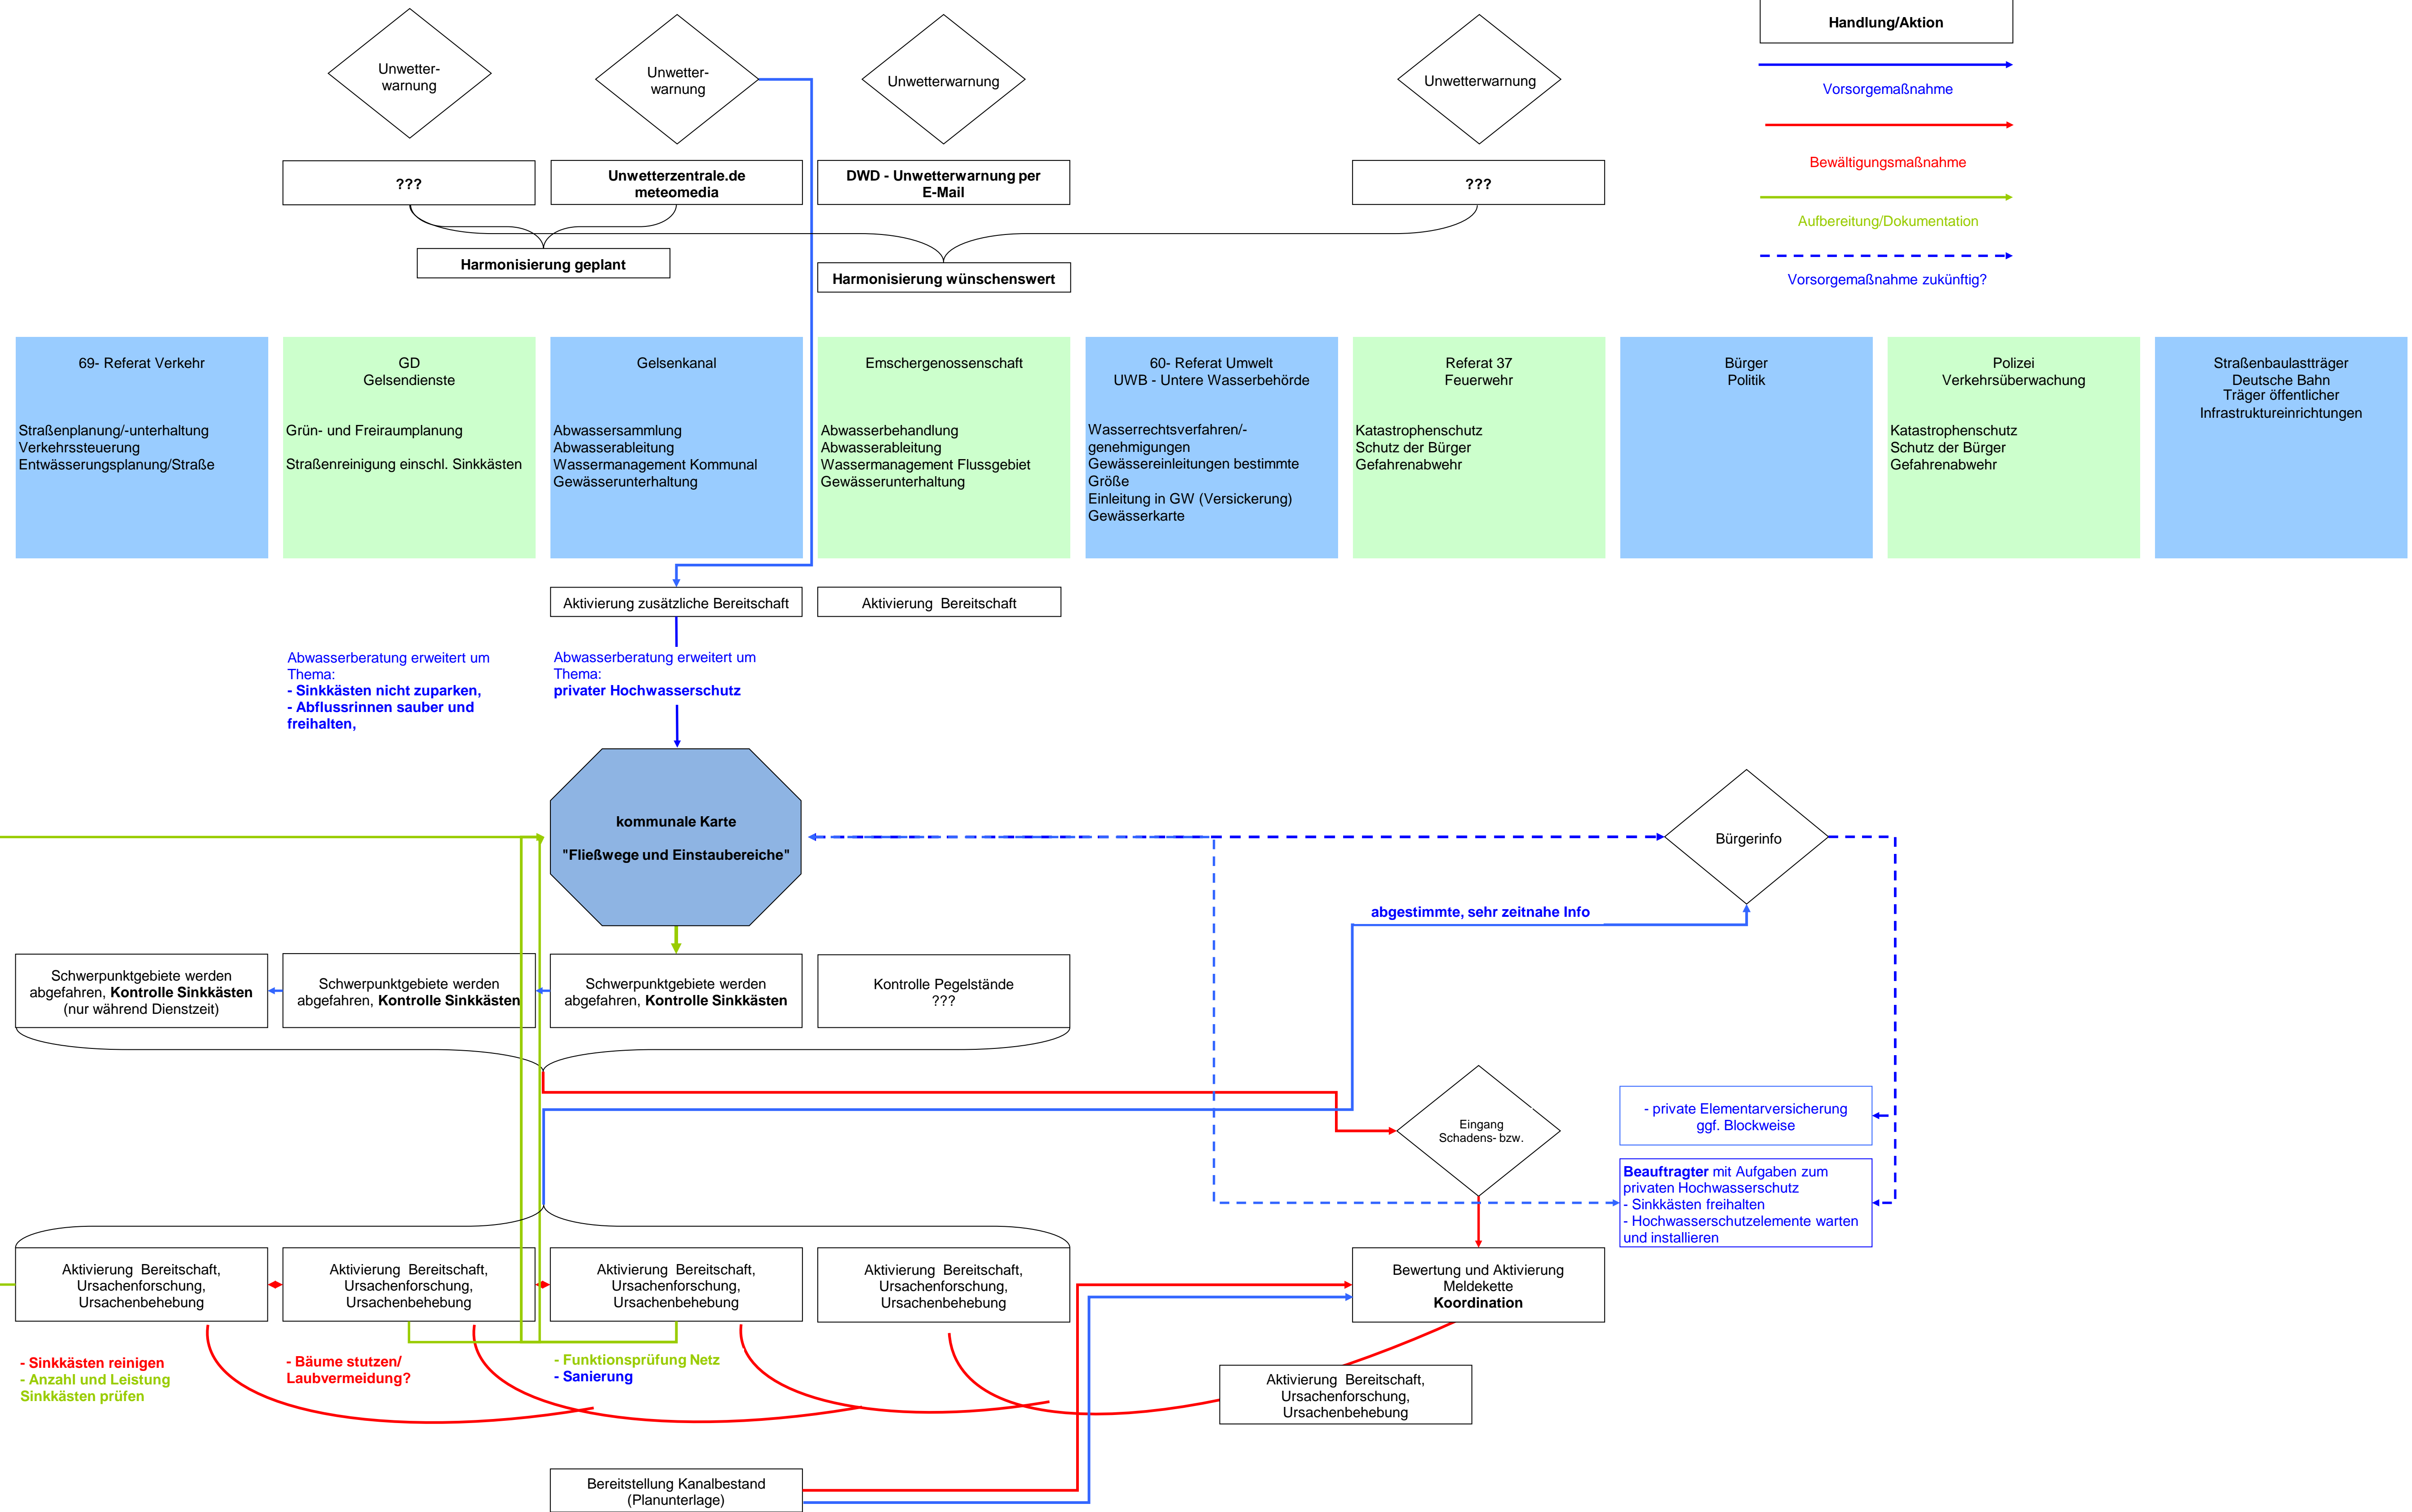 Handlung/Aktion
Vorsorgemaßnahme
Bewältigungsmaßnahme
Aufbereitung/Dokumentation
Vorsorgemaßnahme zukünftig?
Unwetter-
warnung
Unwetter-
warnung
Unwetterwarnung
Unwetterwarnung
???
Unwetterzentrale.de
meteomedia
DWD - Unwetterwarnung per
E-Mail
???
Harmonisierung geplant
Harmonisierung wünschenswert
69- Referat Verkehr
Straßenplanung/-unterhaltung
Verkehrssteuerung
Entwässerungsplanung/Straße
GD
Gelsendienste
Grün- und Freiraumplanung
Straßenreinigung einschl. Sinkkästen
Gelsenkanal
Abwassersammlung
Abwasserableitung
Wassermanagement Kommunal
Gewässerunterhaltung
Emschergenossenschaft
Abwasserbehandlung
Abwasserableitung
Wassermanagement Flussgebiet
Gewässerunterhaltung
60- Referat Umwelt
UWB - Untere Wasserbehörde
Wasserrechtsverfahren/-
genehmigungen
Gewässereinleitungen bestimmte
Größe
Einleitung in GW (Versickerung)
Gewässerkarte
Referat 37
Feuerwehr
Katastrophenschutz
Schutz der Bürger
Gefahrenabwehr
Bürger
Politik
Polizei
Verkehrsüberwachung
Katastrophenschutz
Schutz der Bürger
Gefahrenabwehr
Straßenbaulastträger
Deutsche Bahn
Träger öffentlicher
Infrastruktureinrichtungen
Aktivierung zusätzliche Bereitschaft
Aktivierung  Bereitschaft
Abwasserberatung erweitert um
Thema:
- Sinkkästen nicht zuparken,
- Abflussrinnen sauber und
freihalten,
Abwasserberatung erweitert um
Thema:
privater Hochwasserschutz
kommunale Karte
"Fließwege und Einstaubereiche"
Bürgerinfo
abgestimmte, sehr zeitnahe Info
Schwerpunktgebiete werden
abgefahren, Kontrolle Sinkkästen
(nur während Dienstzeit)
Schwerpunktgebiete werden
abgefahren, Kontrolle Sinkkästen
Schwerpunktgebiete werden
abgefahren, Kontrolle Sinkkästen
Kontrolle Pegelstände
???
Eingang
Schadens- bzw.
- private Elementarversicherung
ggf. Blockweise
Beauftragter mit Aufgaben zum
privaten Hochwasserschutz
- Sinkkästen freihalten
- Hochwasserschutzelemente warten
und installieren
Aktivierung  Bereitschaft,
Ursachenforschung,
Ursachenbehebung
Aktivierung  Bereitschaft,
Ursachenforschung,
Ursachenbehebung
Aktivierung  Bereitschaft,
Ursachenforschung,
Ursachenbehebung
Aktivierung  Bereitschaft,
Ursachenforschung,
Ursachenbehebung
Bewertung und Aktivierung
Meldekette
Koordination
- Sinkkästen reinigen
- Anzahl und Leistung
Sinkkästen prüfen
- Bäume stutzen/
Laubvermeidung?
- Funktionsprüfung Netz
- Sanierung
Aktivierung  Bereitschaft,
Ursachenforschung,
Ursachenbehebung
Bereitstellung Kanalbestand
(Planunterlage)